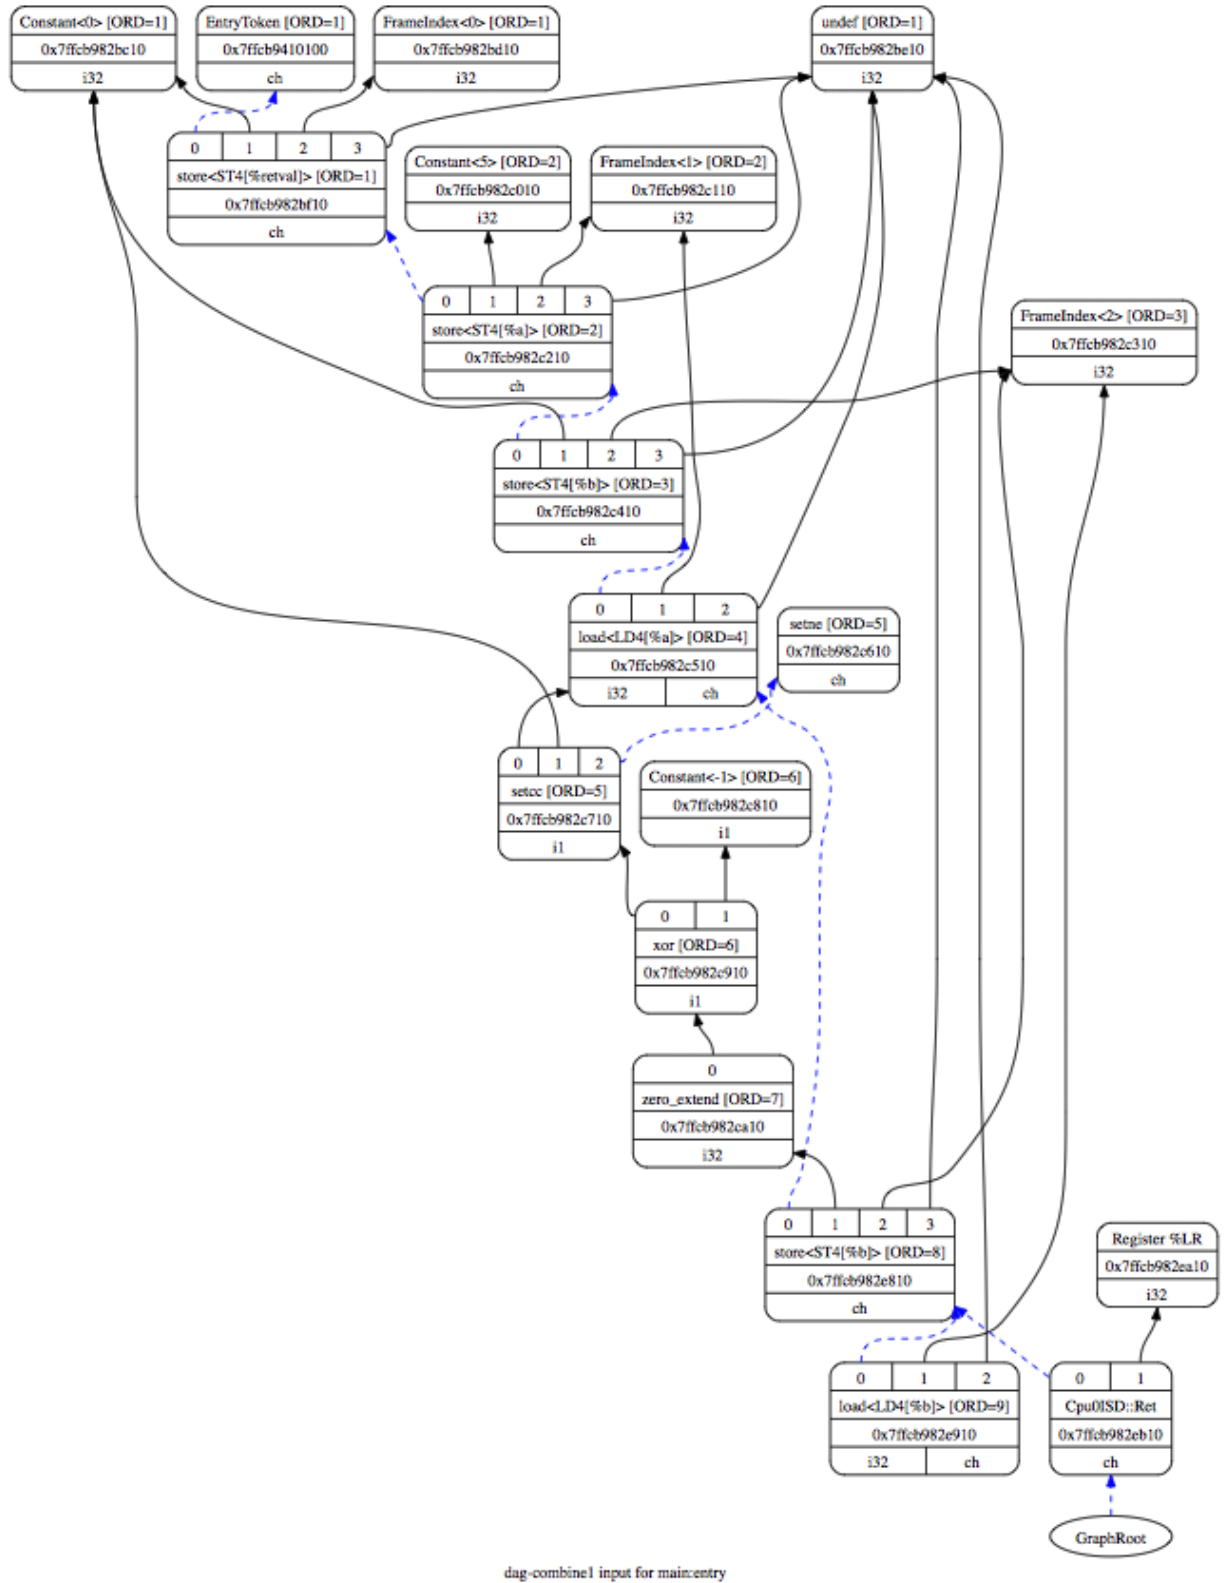 Constant<0> [ORD=1]
0x7ffcb982bc10
i32
EntryToken [ORD=1]
0x7ffcb9410100
ch
FrameIndex<0> [ORD=1]
0x7ffcb982bd10
i32
undef [ORD=1]
0x7ffcb982be10
i32
0 1 2 3
store<ST4[%retval]> [ORD=1]
0x7ffcb982bf10
ch
Constant<5> [ORD=2]
0x7ffcb982c010
i32
FrameIndex<1> [ORD=2]
0x7ffcb982c110
i32
0 1 2 3
store<ST4[%a]> [ORD=2]
0x7ffcb982c210
ch
FrameIndex<2> [ORD=3]
0x7ffcb982c310
i32
0 1 2 3
store<ST4[%b]> [ORD=3]
0x7ffcb982c410
ch
0 1 2
load<LD4[%a]> [ORD=4]
0x7ffcb982c510
i32 ch
setne [ORD=5]
0x7ffcb982c610
ch
0 1 2
setcc [ORD=5]
0x7ffcb982c710
i1
Constant<-1> [ORD=6]
0x7ffcb982c810
i1
0 1
xor [ORD=6]
0x7ffcb982c910
i1
0
zero_extend [ORD=7]
0x7ffcb982ca10
i32
0 1 2 3
store<ST4[%b]> [ORD=8]
0x7ffcb982e810
ch
Register %LR
0x7ffcb982ea10
i32
0 1 2
load<LD4[%b]> [ORD=9]
0x7ffcb982e910
i32 ch
0 1
Cpu0ISD::Ret
0x7ffcb982eb10
ch
GraphRoot
dag-combine1 input for main:entry